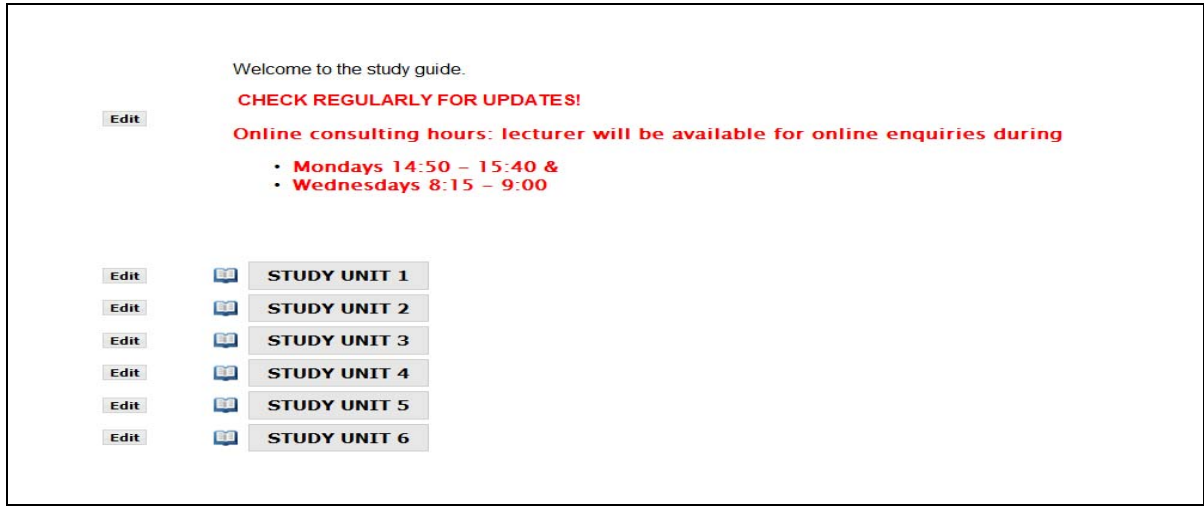 Welcome to the study guide.
CHECK REGULARLY FOR UPDATES!
Edit
Online consulting hours: lecturer will be available for online enquiries during
• Mondays 14:50 – 15:40 &
• Wednesdays 8:15 – 9:00
Edit STUDY UNIT 1
Edit STUDY UNIT 2
Edit STUDY UNIT 3
Edit STUDY UNIT 4
Edit STUDY UNIT 5
Edit STUDY UNIT 6